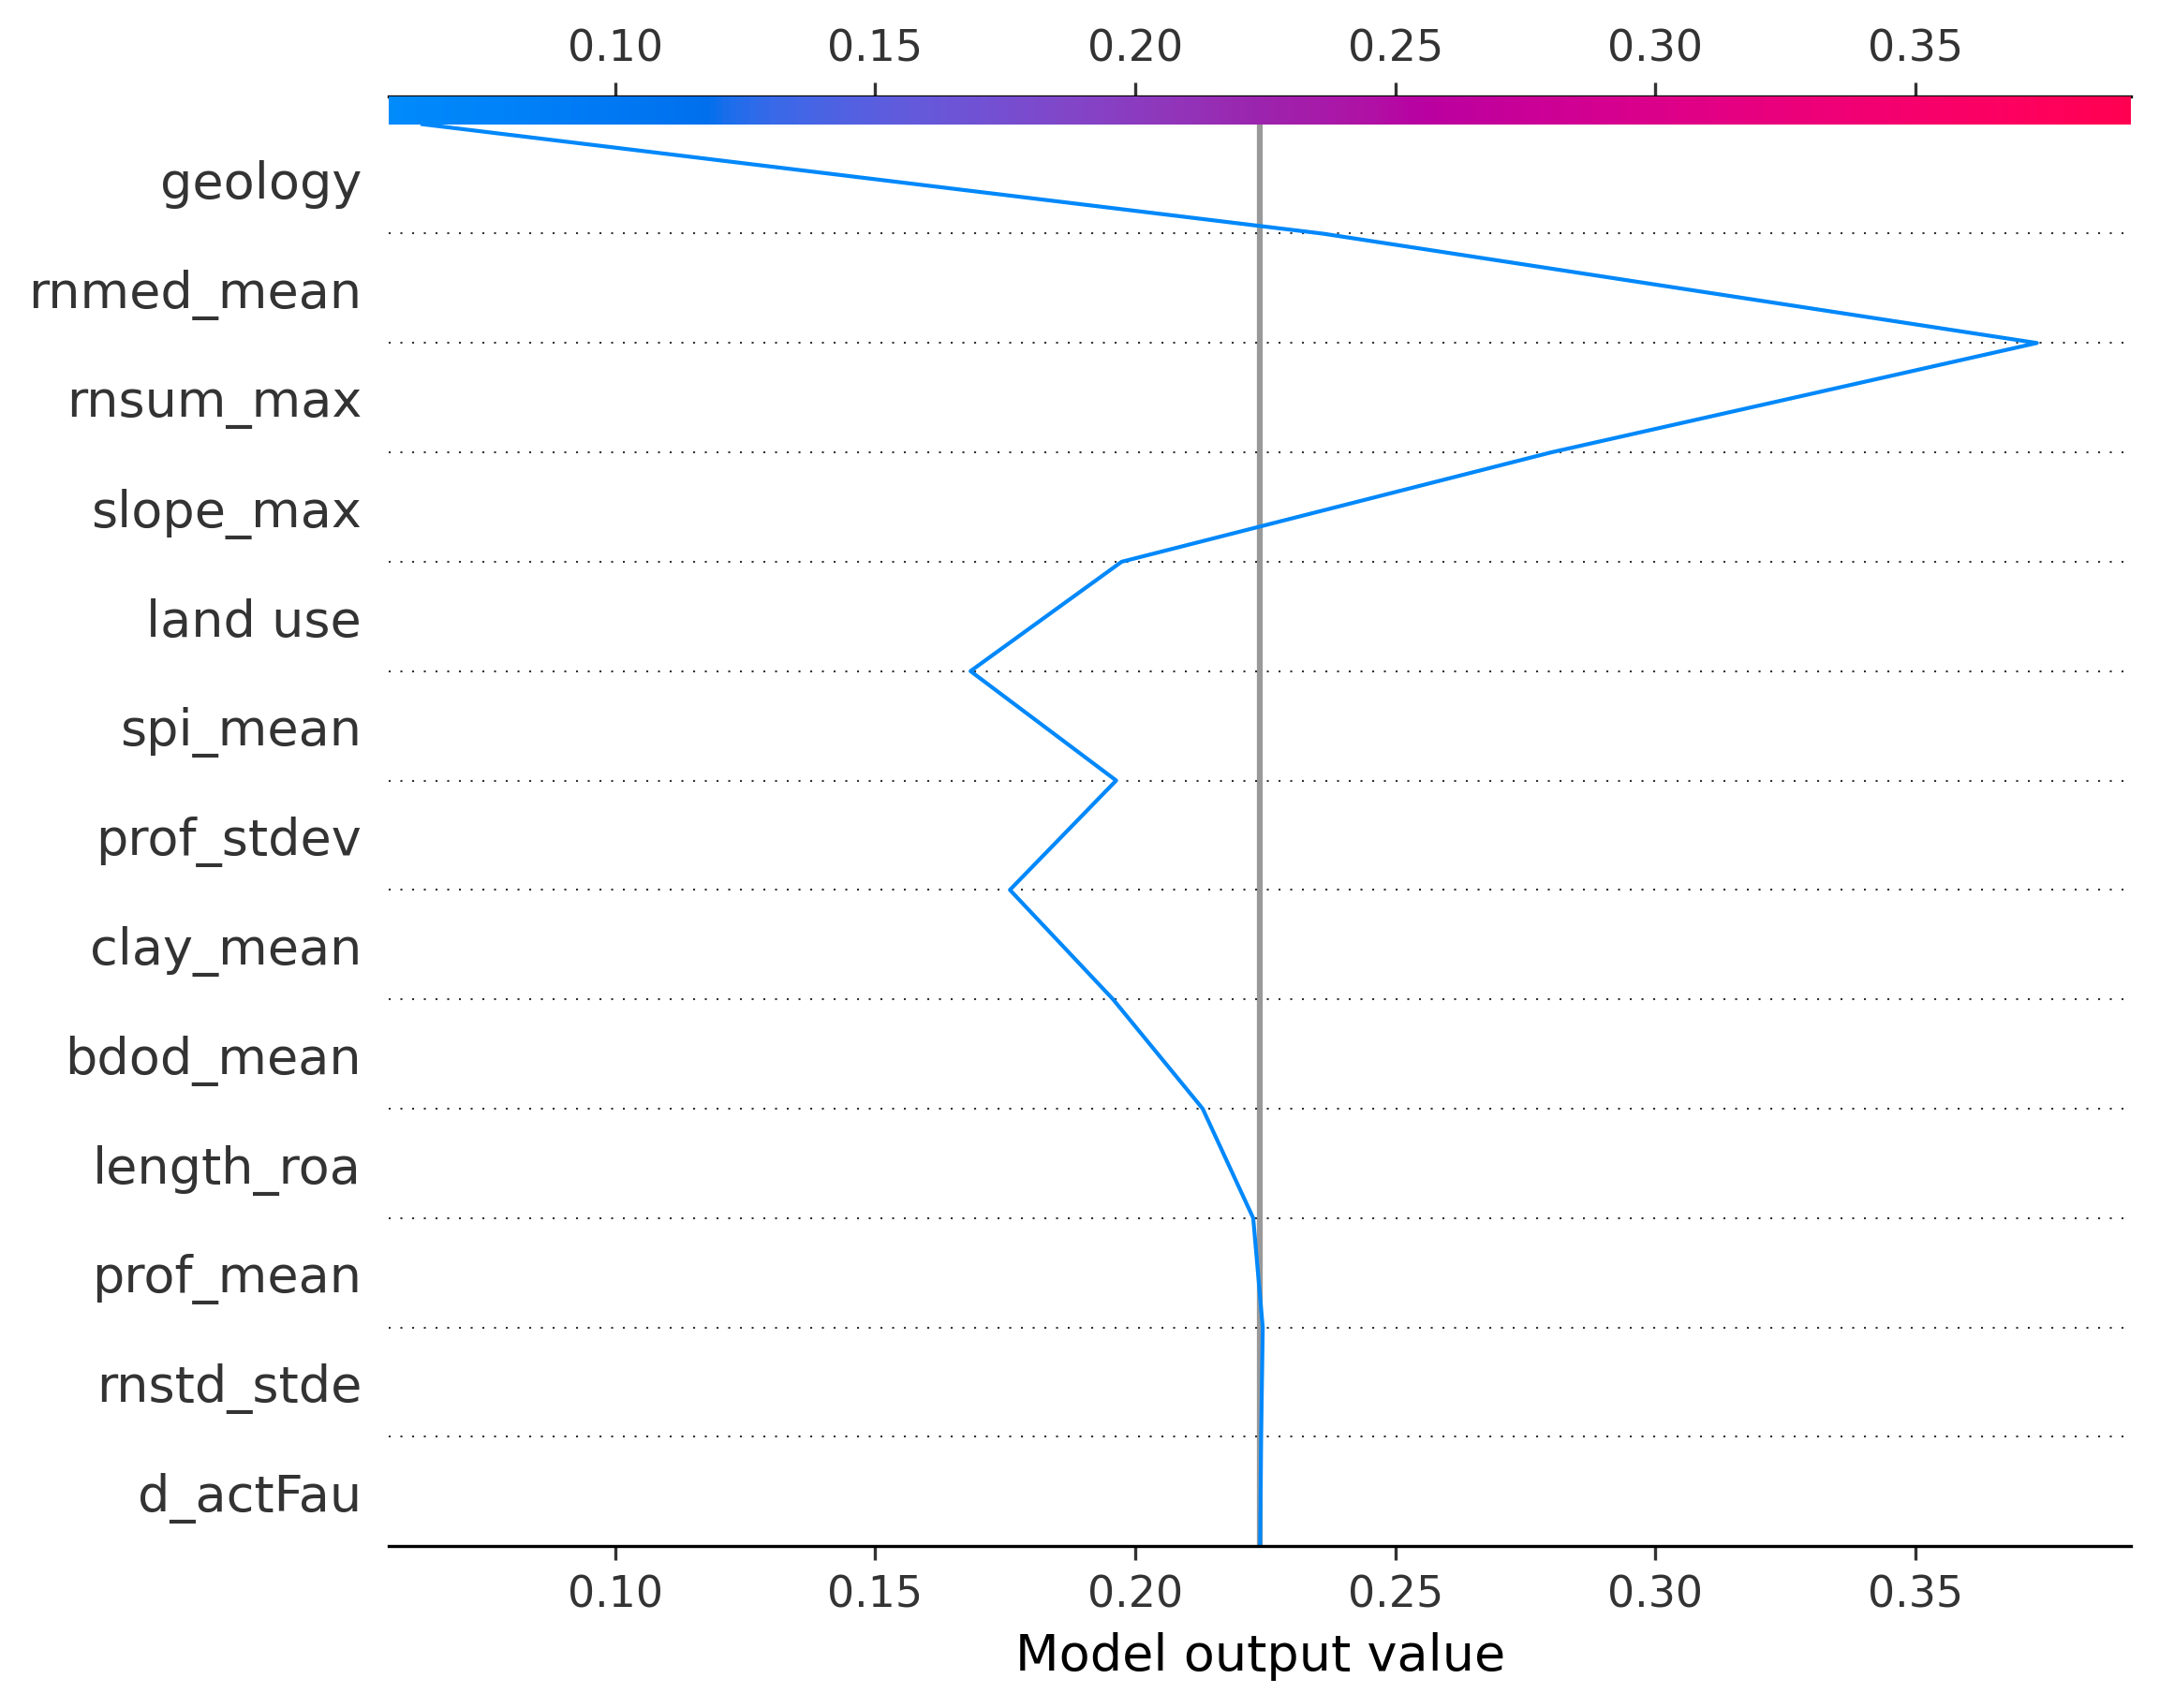 0.10 0.15 0.20 0.25 0.30 0.35
geology
rnmed_mean
rnsum_max
slope_max
land use
spi_mean
prof_stdev
clay_mean
bdod_mean
length_roa
prof_mean
rnstd_stde
d_actFau
0.10 0.15 0.20 0.25 0.30 0.35
Model output value